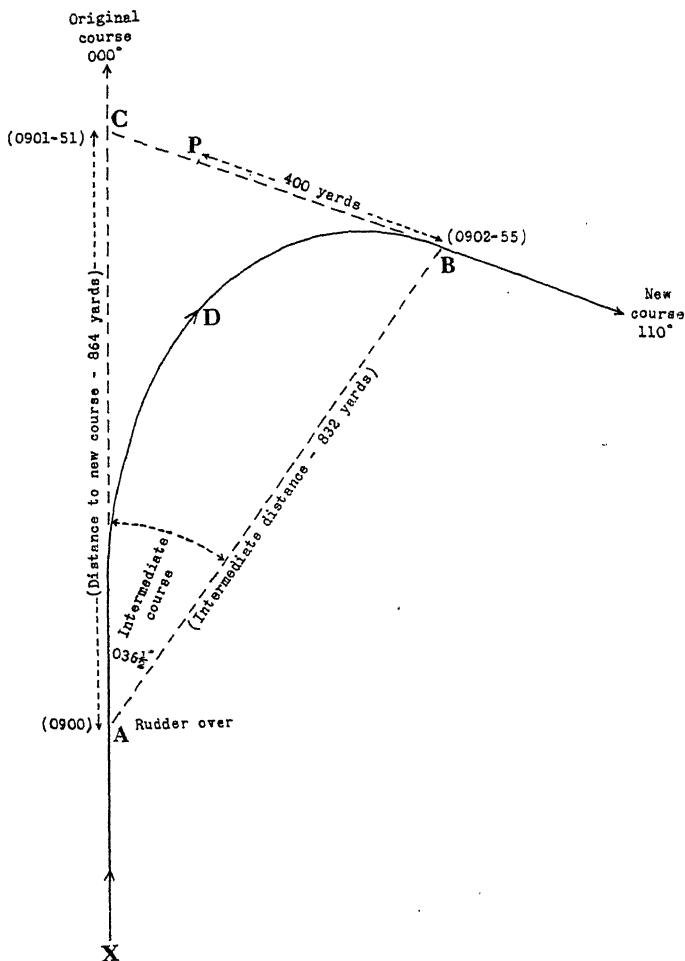 Original
course
000°
C
(0901-51)
P
400 yards
(0902-55)
B
New
course
110°
D
(Distance to new course - 864 yards)
(Intermediate distance - 832 yards)
Intermediate
course
036½°
(0900)
A Rudder over
X